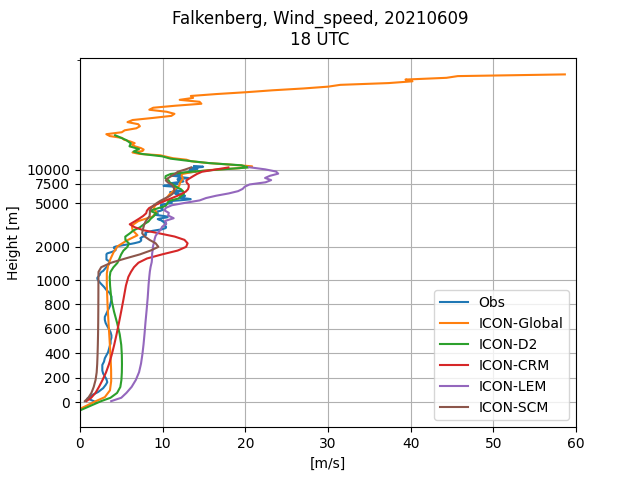 Falkenberg, Wind_speed, 20210609
18 UTC
Height [m]
10000
7500
5000
2000
1000
800
600
400
200
0
Obs
ICON-Global
ICON-D2
ICON-CRM
ICON-LEM
ICON-SCM
0 10 20 30 40 50 60
[m/s]